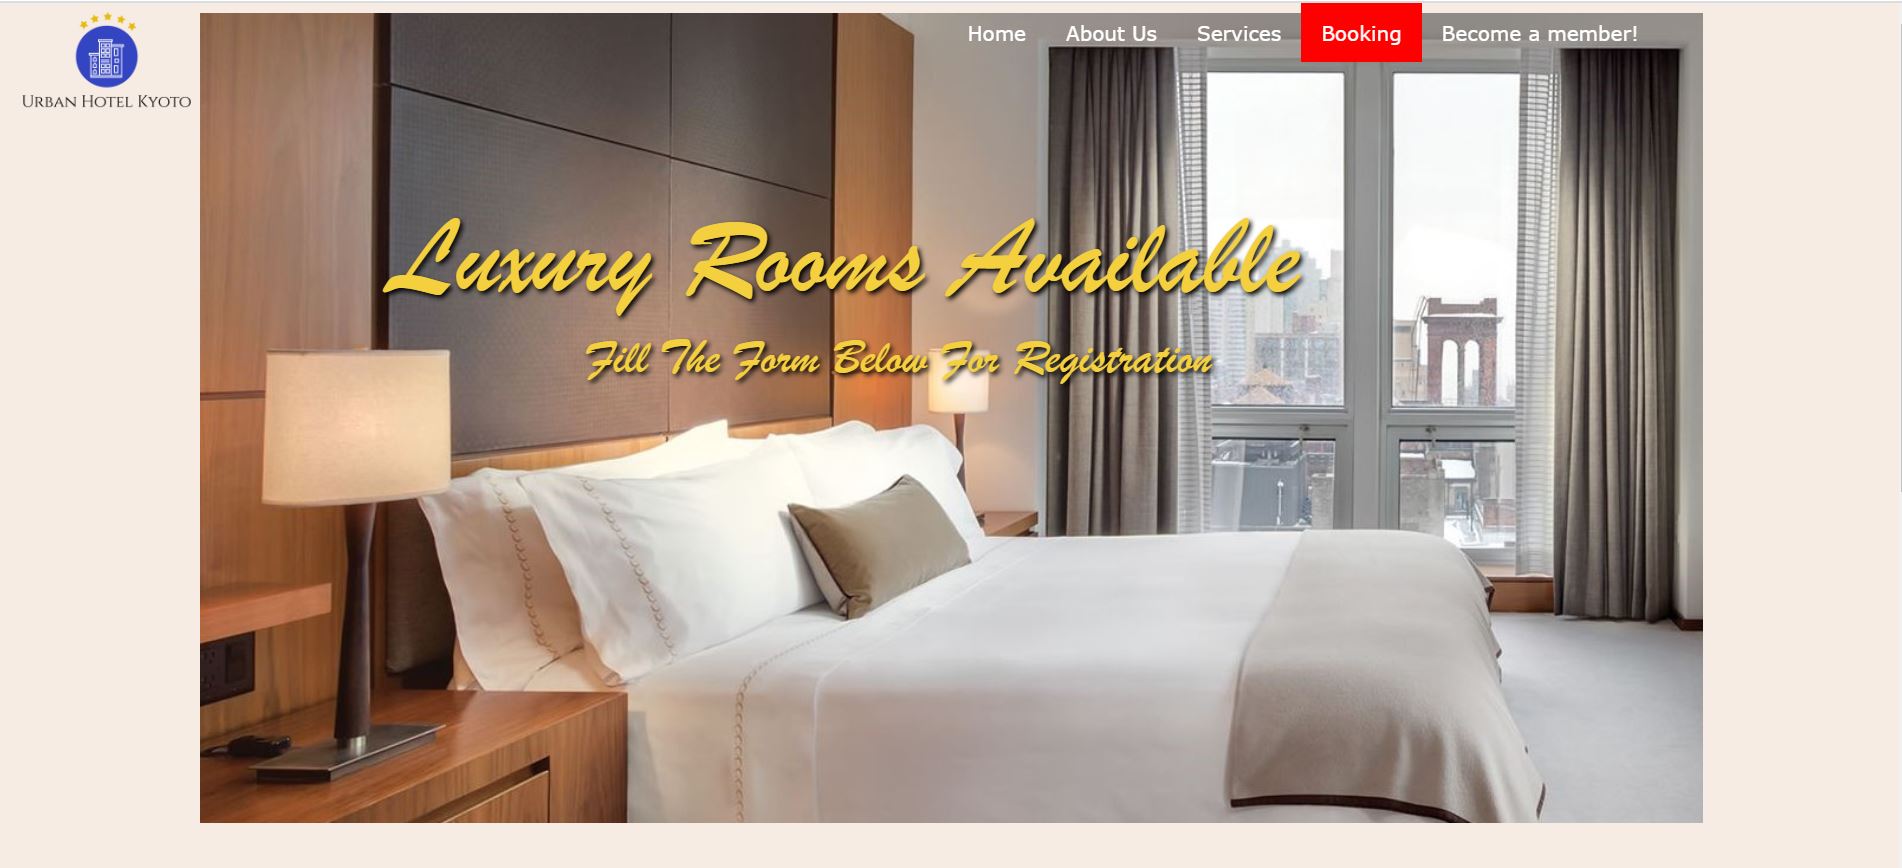 URBAN HOTEL KYOTO
Home About Us Services Booking Become a member!
Luxury Rooms Available
Fill The Form Below For Registration